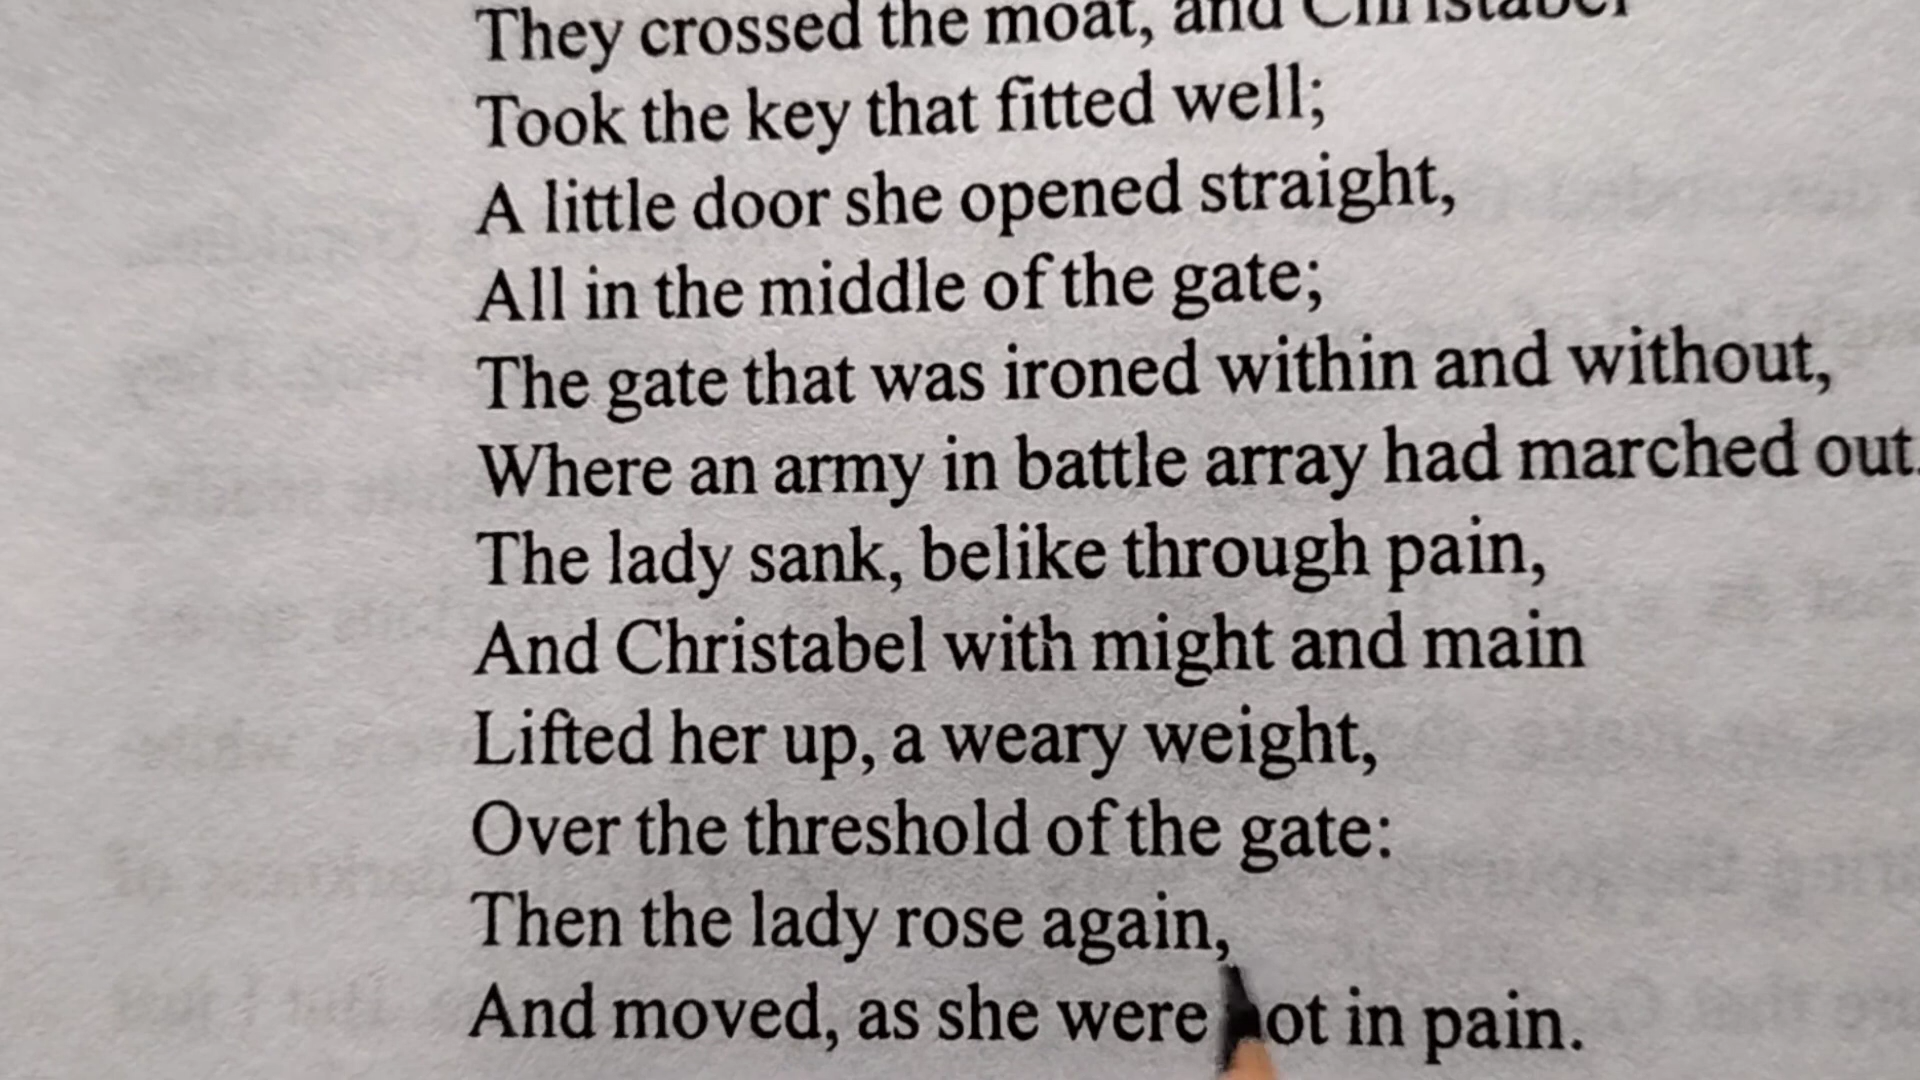 They crossed the moat, and Christabel
Took the key that fitted well;
A little door she opened straight,
All in the middle of the gate;
The gate that was ironed within and without,
Where an army in battle array had marched out.
The lady sank, belike through pain,
And Christabel with might and main
Lifted her up, a weary weight,
Over the threshold of the gate:
Then the lady rose again,
And moved, as she were not in pain.